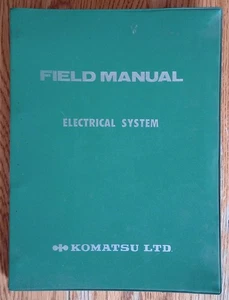 FIELD MANUAL
ELECTRICAL SYSTEM
KOMATSU LTD.